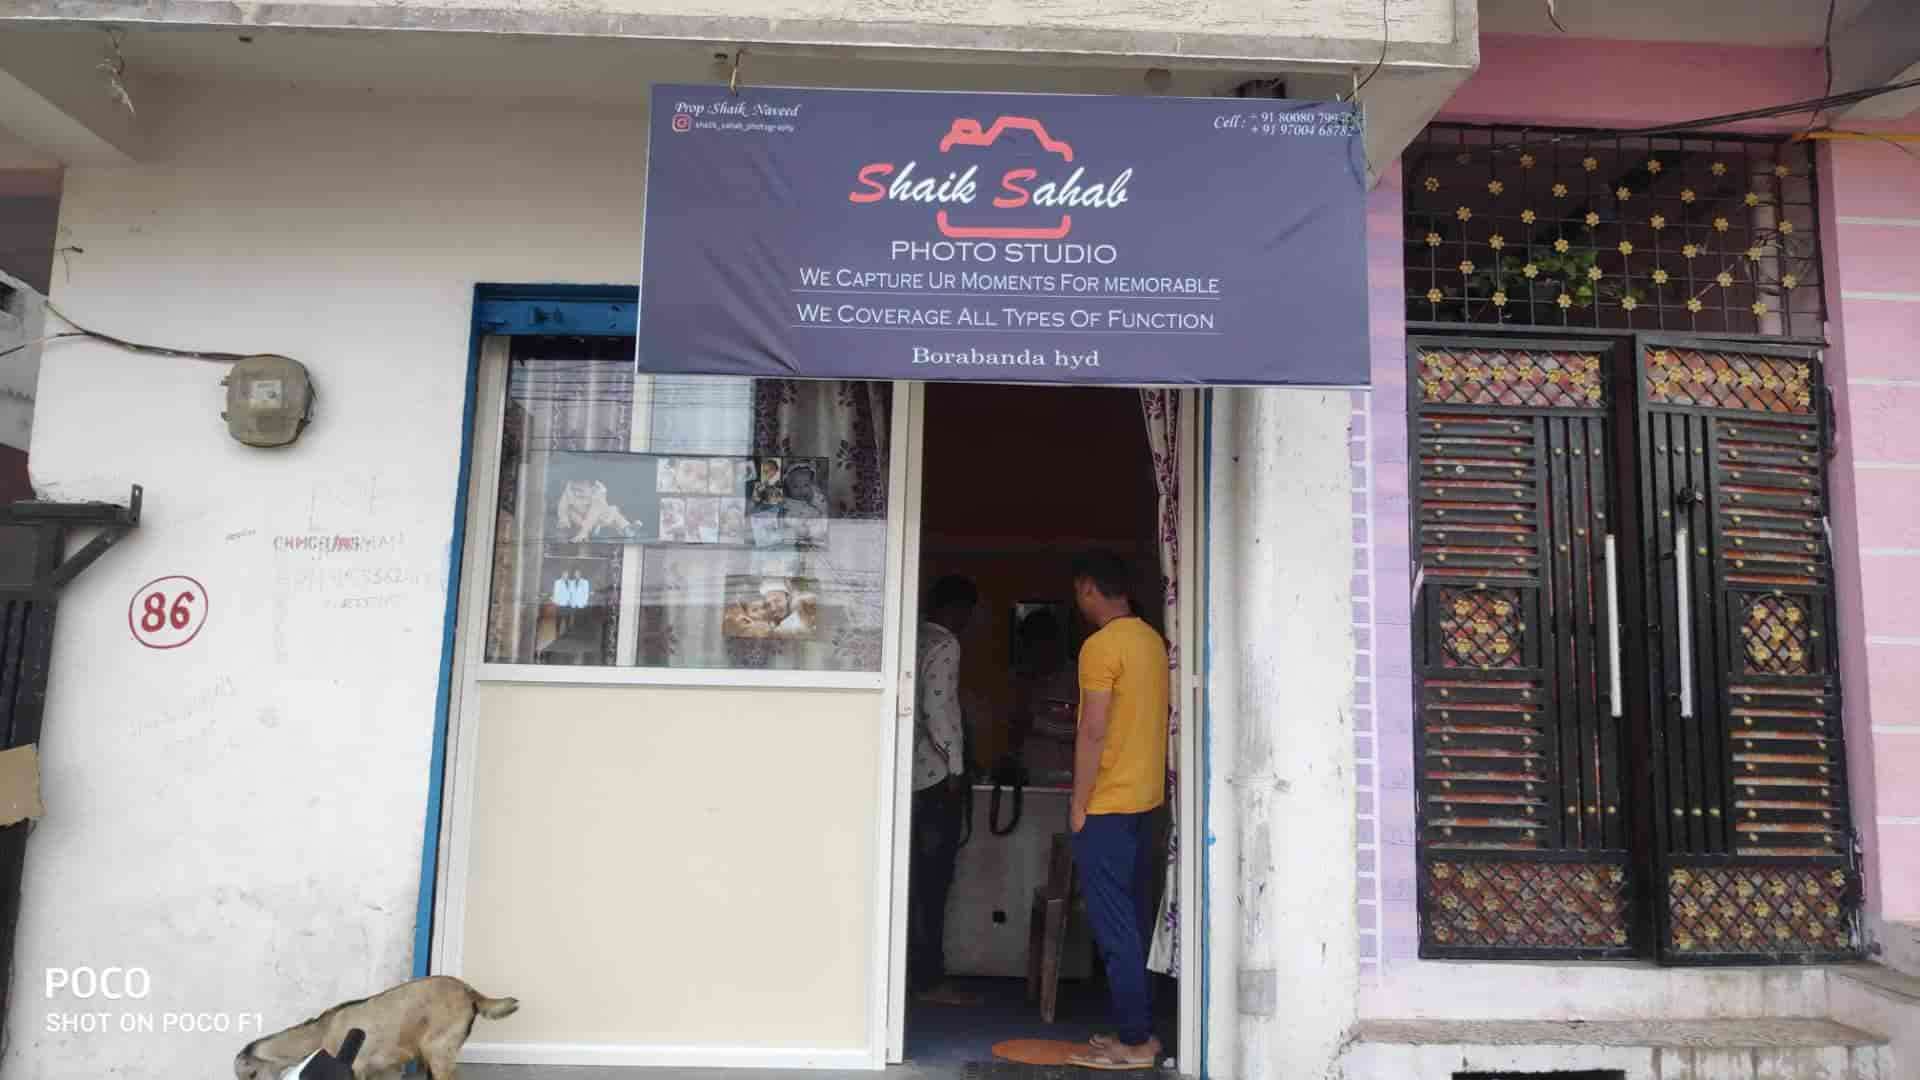 Prop :Shaik Naveed
shaiik_sahab_photography
Cell : + 91 80080
+ 91 97004 68782
Shaik Sahab
PHOTO STUDIO
WE CAPTURE UR MOMENTS FOR MEMORABLE
WE COVERAGE ALL TYPES OF FUNCTION
Borabanda hyd
86
POCO
SHOT ON POCO F1